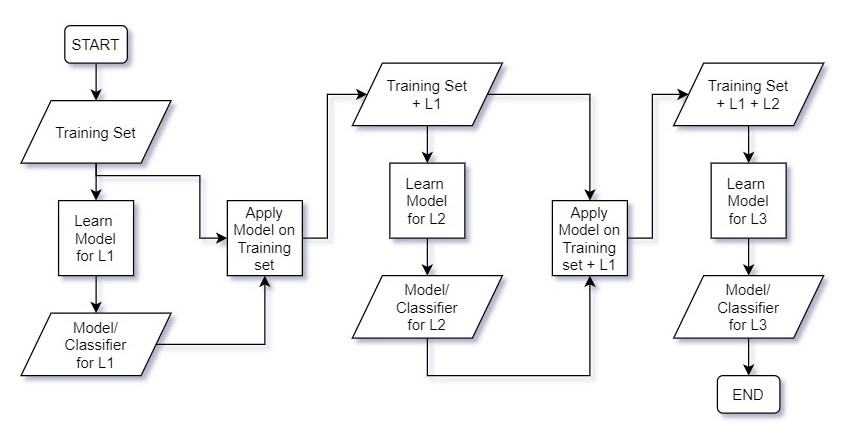 START
Training Set
Learn
Model
for L1
Model/
Classifier
for L1
Apply
Model on
Training
set
Training Set
+ L1
Learn
Model
for L2
Model/
Classifier
for L2
Apply
Model on
Training
set + L1
Training Set
+ L1 + L2
Learn
Model
for L3
Model/
Classifier
for L3
END